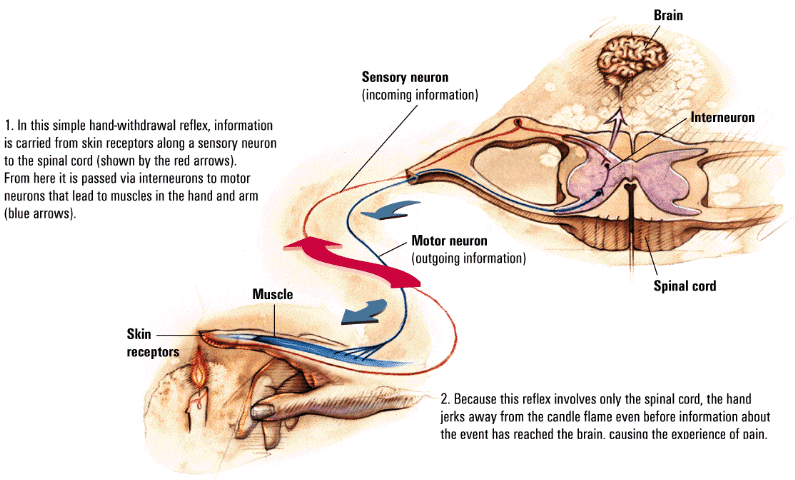 Brain
Sensory neuron
(incoming information)
Interneuron
1. In this simple hand-withdrawal reflex, information
is carried from skin receptors along a sensory neuron
to the spinal cord (shown by the red arrows).
From here it is passed via interneurons to motor
neurons that lead to muscles in the hand and arm
(blue arrows).
Motor neuron
(outgoing information)
Spinal cord
Muscle
Skin
receptors
2. Because this reflex involves only the spinal cord, the hand
jerks away from the candle flame even before information about
the event has reached the brain, causing the experience of pain.